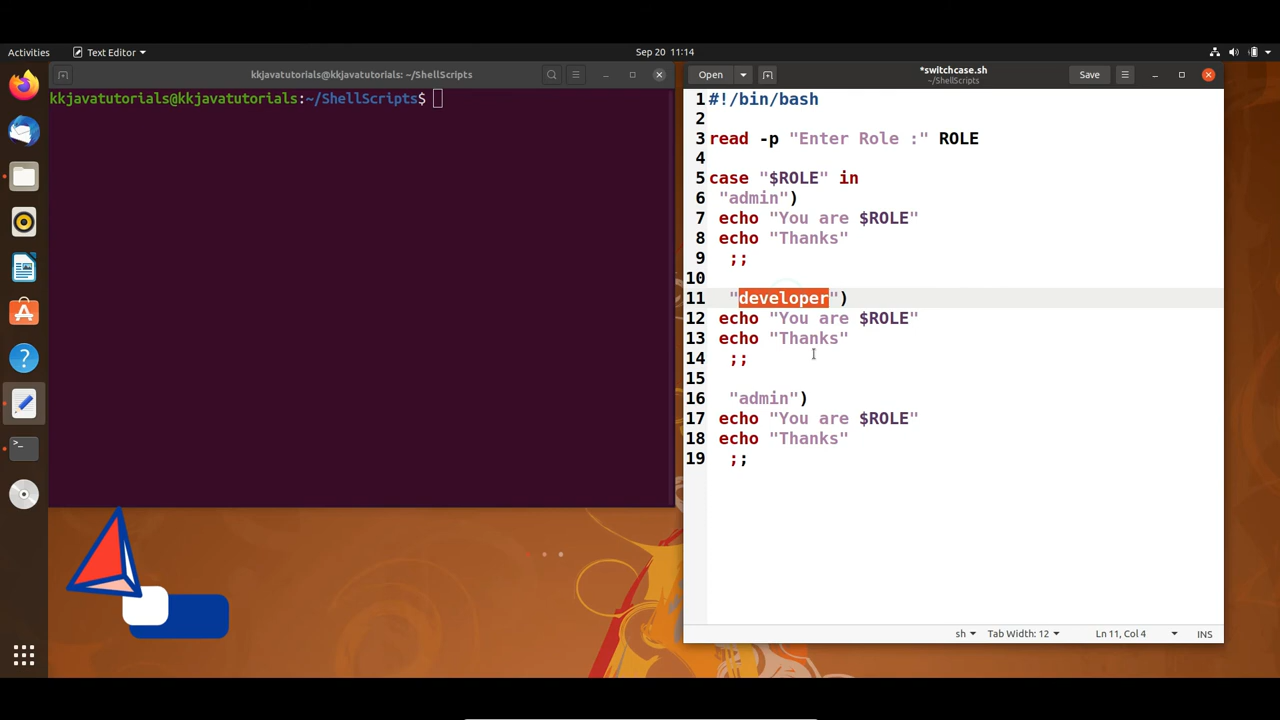 Activities
Text Editor
Sep 20 11:14
kkjavatutorials@kkjavatutorials: ~/ShellScripts
kkjavatutorials@kkjavatutorials:~/ShellScripts$
Open
*switchcase.sh
~/ShellScripts
Save
1 #!/bin/bash
2
3 read -p "Enter Role :" ROLE
4
5 case "$ROLE" in
6 "admin")
7 echo "You are $ROLE"
8 echo "Thanks"
9 ;;
10
11 "developer")
12 echo "You are $ROLE"
13 echo "Thanks"
14 ;;
15
16 "admin")
17 echo "You are $ROLE"
18 echo "Thanks"
19 ;;
sh
Tab Width: 12
Ln 11, Col 4
INS